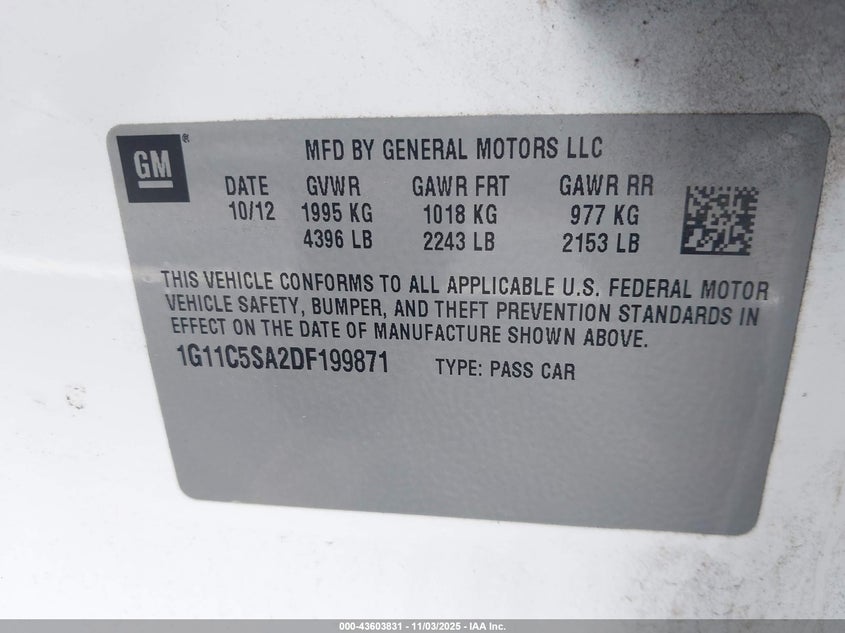 GM®
MFD BY GENERAL MOTORS LLC
DATE GVWR GAWR FRT GAWR RR
10/12 1995 KG 1018 KG 977 KG
4396 LB 2243 LB 2153 LB
THIS VEHICLE CONFORMS TO ALL APPLICABLE U.S. FEDERAL MOTOR
VEHICLE SAFETY, BUMPER, AND THEFT PREVENTION STANDARDS IN
EFFECT ON THE DATE OF MANUFACTURE SHOWN ABOVE.
1G11C5SA2DF199871 TYPE: PASS CAR
000-43603831 - 11/03/2025 - IAA Inc.